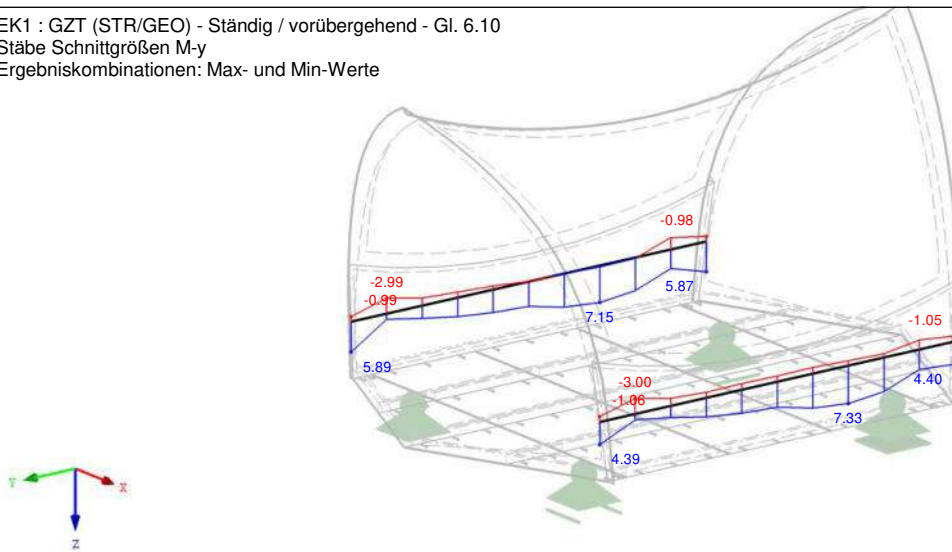 EK1 : GZT (STR/GEO) - Ständig / vorübergehend - Gl. 6.10
Stäbe Schnittgrößen M-y
Ergebniskombinationen: Max- und Min-Werte
-0.98
-2.99
-0.99
5.87
7.15
-1.05
5.89
-3.00
-1.06
4.40
7.33
4.39
Y
X
Z